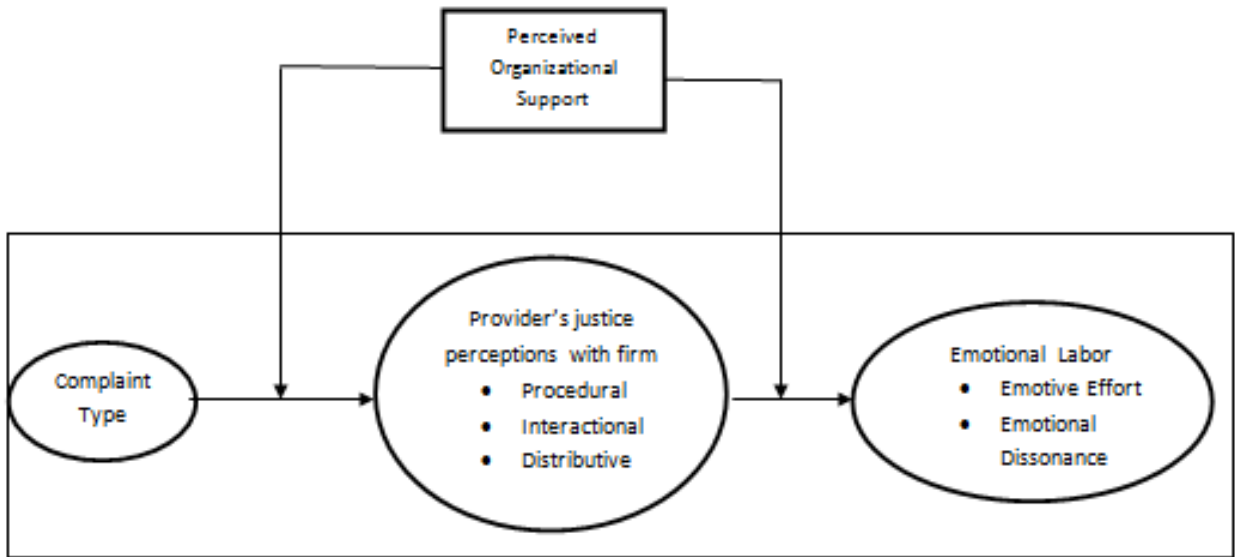 Perceived
Organizational
Support
Complaint
Type
Provider's justice
perceptions with firm
• Procedural
• Interactional
• Distributive
Emotional Labor
• Emotive Effort
• Emotional
Dissonance